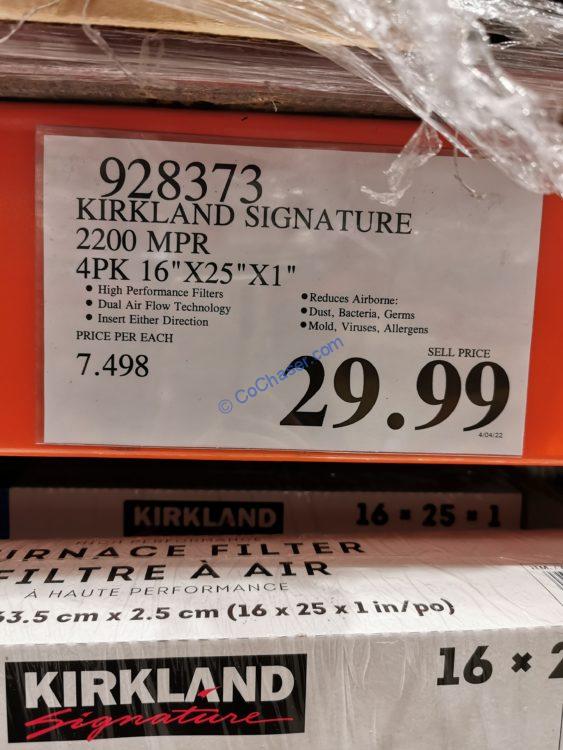 928373
KIRKLAND SIGNATURE
2200 MPR
4PK 16"X25"X1"
• High Performance Filters
• Dual Air Flow Technology
• Insert Either Direction
• Reduces Airborne:
• Dust, Bacteria, Germs
• Mold, Viruses, Allergens
PRICE PER EACH
7.498
SELL PRICE
29.99
4/04/22
© CoChaser.com
KIRKLAND
16 × 25 × 1
HIGH PERFORMANCE
URNACE FILTER
FILTRE À AIR
À HAUTE PERFORMANCE
63.5 cm x 2.5 cm (16 x 25 x 1 in/po)
KIRKLAND
Signature
16 × 2